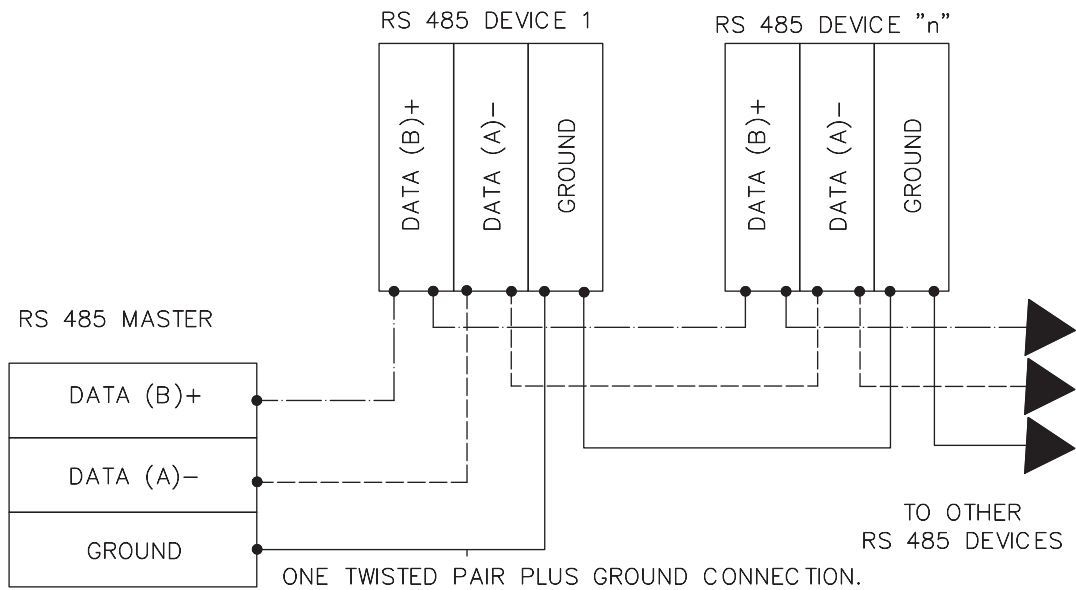 RS 485 DEVICE 1
RS 485 DEVICE "n"
DATA (B)+
DATA (A)−
GROUND
DATA (B)+
DATA (A)−
GROUND
RS 485 MASTER
DATA (B)+
DATA (A)−
GROUND
TO OTHER
RS 485 DEVICES
ONE TWISTED PAIR PLUS GROUND CONNECTION.